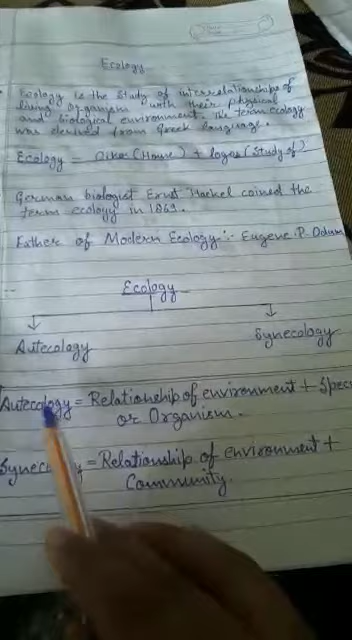 Ecology
Ecology is the study of interrelationships of
living organism with their physical
and biological environment. The term ecology
was derived from Greek language.
Ecology = Oikos (House) + logos (study of)
German biologist Ernst Hackel coined the
term ecology in 1869.
Father of Modern Ecology :- Eugene P. Odum
Ecology
Autecology
Synecology
Autecology = Relationship of environment + Spec
or Organism.
= Relationship of environment +
Community.